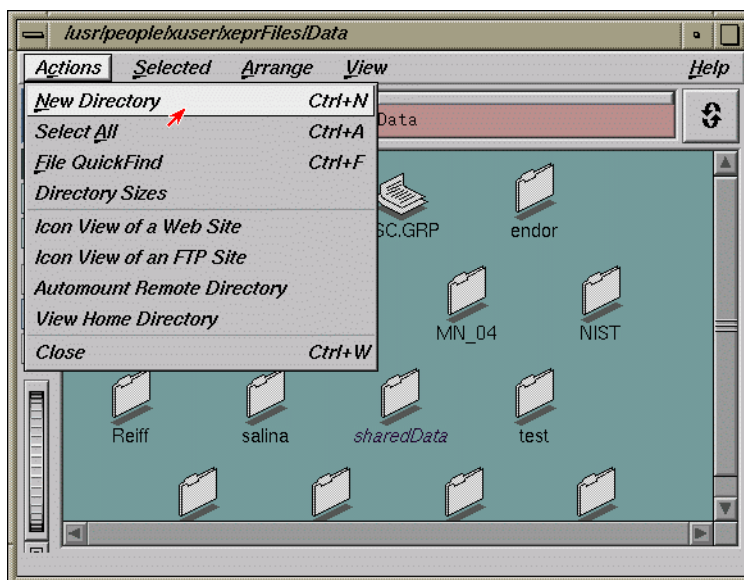 /usr/people/xuser/xeprFiles/Data
Actions Selected Arrange View Help
New Directory Ctrl+N
Data
Select All Ctrl+A
File QuickFind Ctrl+F
Directory Sizes
Icon View of a Web Site
SC.GRP endor
Icon View of an FTP Site
Automount Remote Directory
View Home Directory
MN_04 NIST
Close Ctrl+W
Reiff salina sharedData test